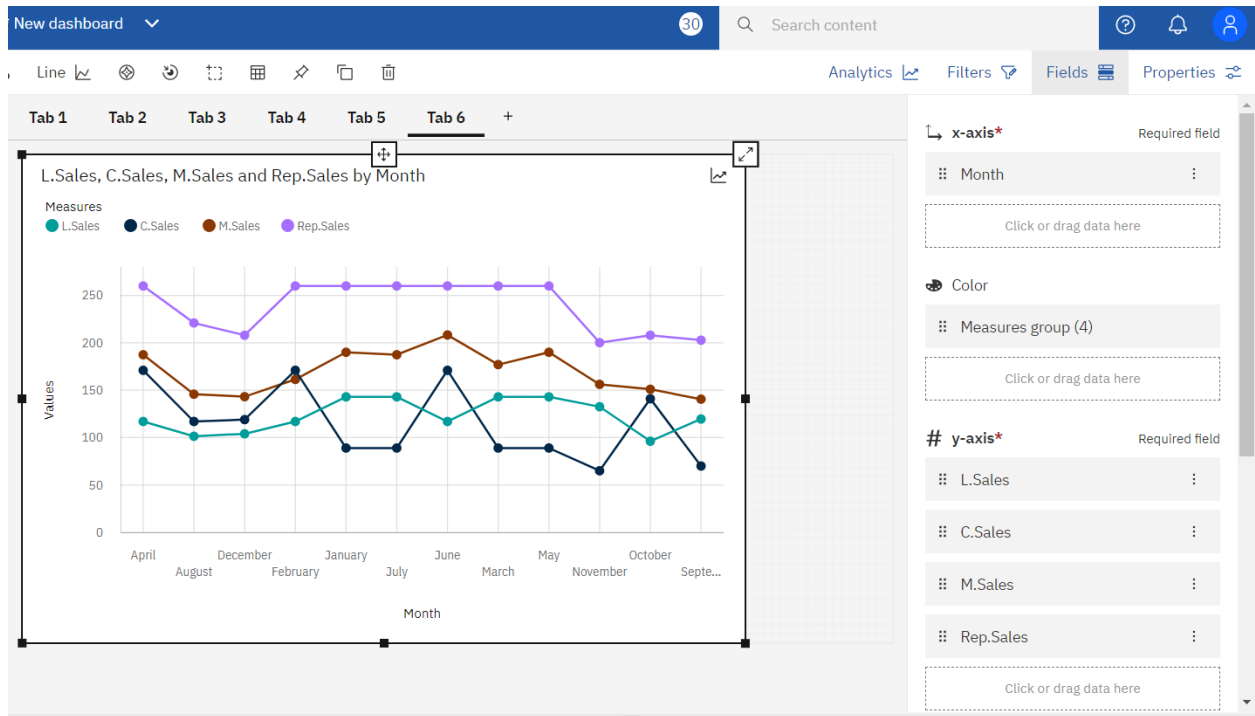 New dashboard 30 Search content
Line Analytics Filters Fields Properties
Tab 1 Tab 2 Tab 3 Tab 4 Tab 5 Tab 6 +
L.Sales, C.Sales, M.Sales and Rep.Sales by Month
Measures
L.Sales C.Sales M.Sales Rep.Sales
250
200
150
100
50
0
Values
April December January June May October
August February July March November Septe...
Month
x-axis* Required field
Month
Click or drag data here
Color
Measures group (4)
Click or drag data here
# y-axis* Required field
L.Sales
C.Sales
M.Sales
Rep.Sales
Click or drag data here